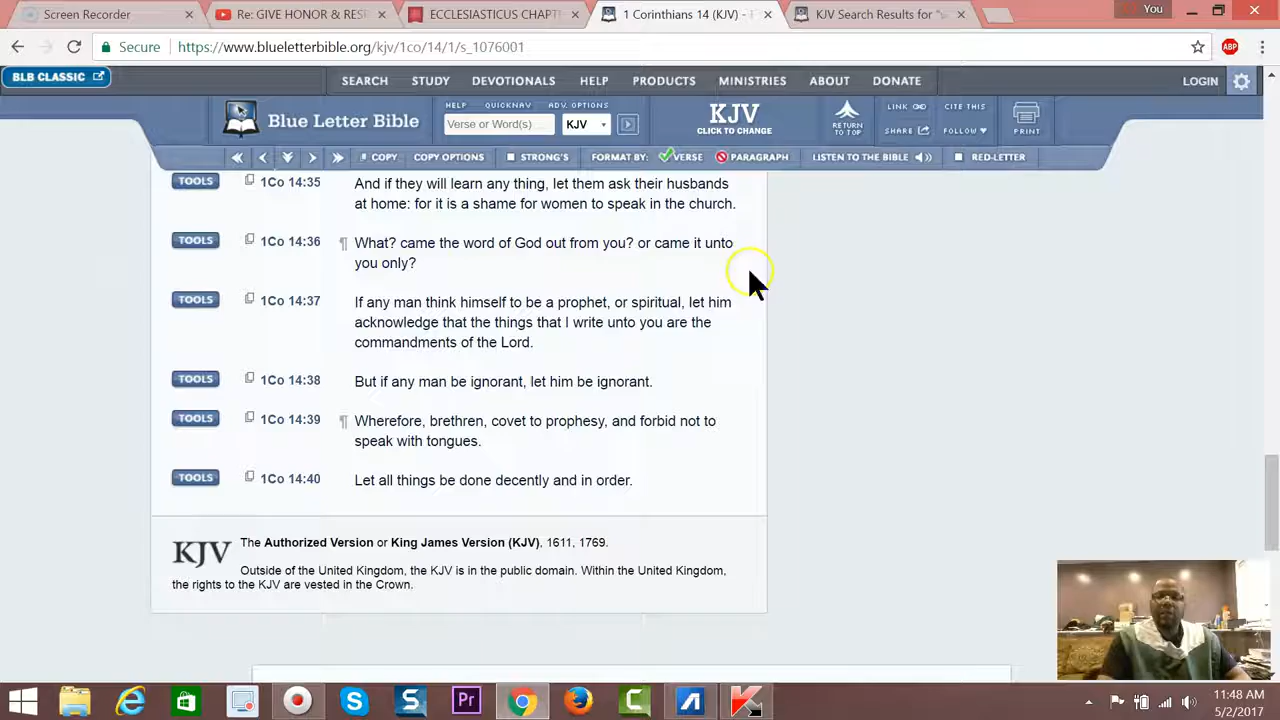 Screen Recorder
Re: GIVE HONOR & RES
ECCLESIASTICUS CHAPT
1 Corinthians 14 (KJV) -
KJV Search Results for "s
You
Secure https://www.blueletterbible.org/kjv/1co/14/1/s_1076001
ABP
BLB CLASSIC
SEARCH STUDY DEVOTIONALS HELP PRODUCTS MINISTRIES ABOUT DONATE
LOGIN
Blue Letter Bible
HELP QUICKNAV ADV. OPTIONS
Verse or Word(s) ...
KJV
KJV
CLICK TO CHANGE
RETURN
TO TOP
LINK
CITE THIS
SHARE
FOLLOW
PRINT
COPY COPY OPTIONS STRONG'S FORMAT BY: VERSE PARAGRAPH LISTEN TO THE BIBLE RED-LETTER
TOOLS 1Co 14:35 And if they will learn any thing, let them ask their husbands
at home: for it is a shame for women to speak in the church.
TOOLS 1Co 14:36 ¶ What? came the word of God out from you? or came it unto
you only?
TOOLS 1Co 14:37 If any man think himself to be a prophet, or spiritual, let him
acknowledge that the things that I write unto you are the
commandments of the Lord.
TOOLS 1Co 14:38 But if any man be ignorant, let him be ignorant.
TOOLS 1Co 14:39 ¶ Wherefore, brethren, covet to prophesy, and forbid not to
speak with tongues.
TOOLS 1Co 14:40 Let all things be done decently and in order.
KJV
The Authorized Version or King James Version (KJV), 1611, 1769.
Outside of the United Kingdom, the KJV is in the public domain. Within the United Kingdom,
the rights to the KJV are vested in the Crown.
Pr
11:48 AM
5/2/2017